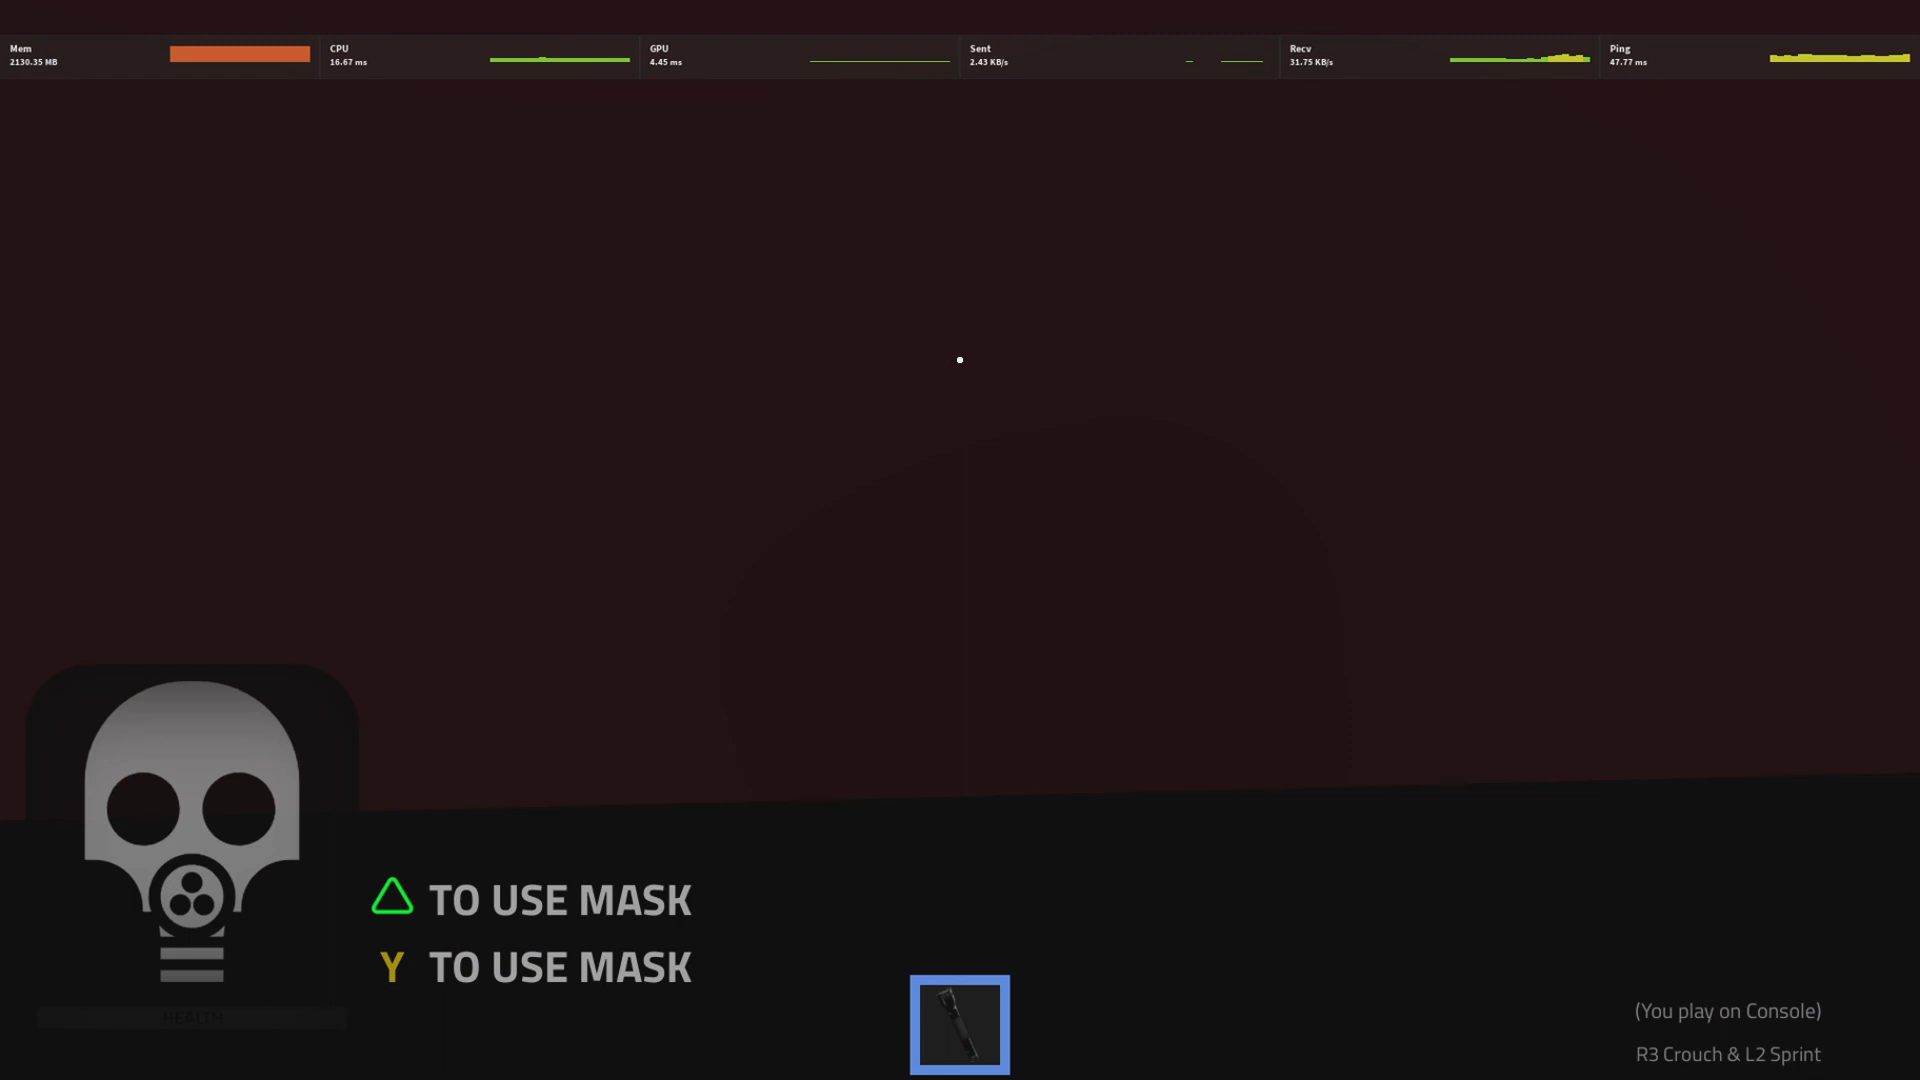 Mem
2130.35 MB
CPU
16.67 ms
GPU
4.45 ms
Sent
2.43 KB/s
Recv
31.75 KB/s
Ping
47.77 ms
TO USE MASK
Y TO USE MASK
HEALTH
(You play on Console)
R3 Crouch & L2 Sprint